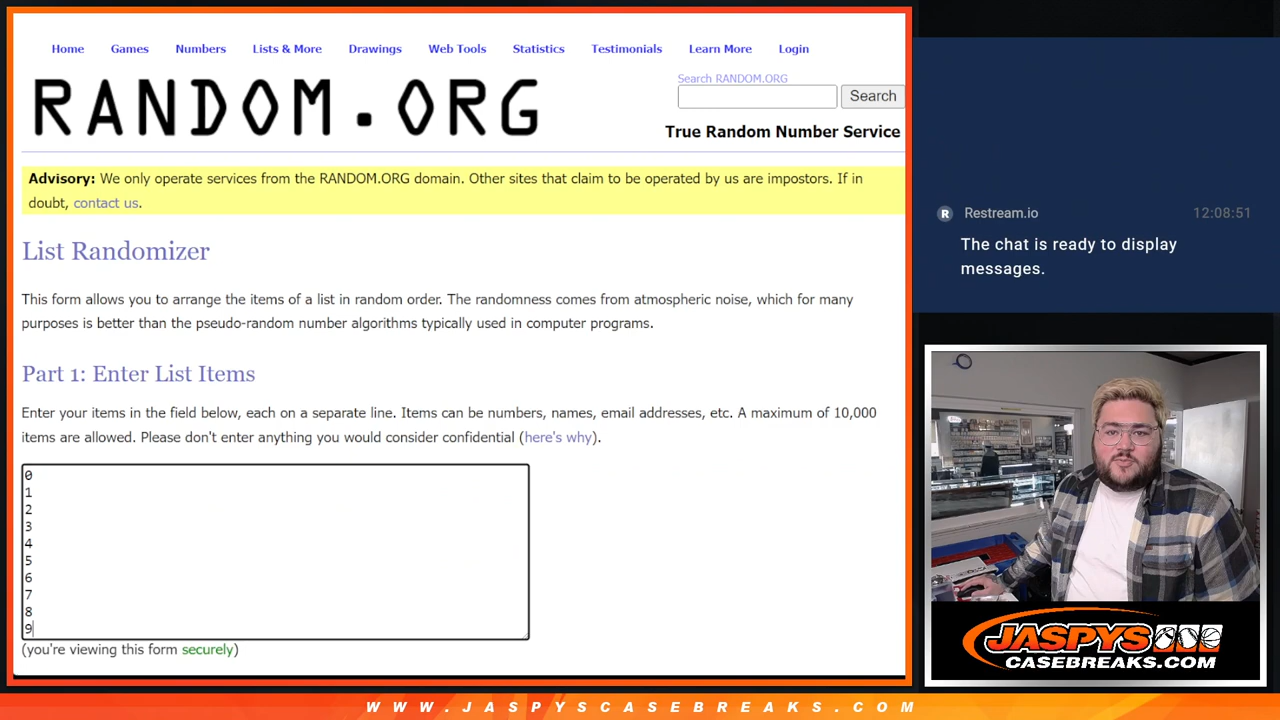 Home Games Numbers Lists & More Drawings Web Tools Statistics Testimonials Learn More Login
RANDOM.ORG
Search RANDOM.ORG
Search
True Random Number Service
Advisory: We only operate services from the RANDOM.ORG domain. Other sites that claim to be operated by us are impostors. If in
doubt, contact us.
List Randomizer
This form allows you to arrange the items of a list in random order. The randomness comes from atmospheric noise, which for many
purposes is better than the pseudo-random number algorithms typically used in computer programs.
Part 1: Enter List Items
Enter your items in the field below, each on a separate line. Items can be numbers, names, email addresses, etc. A maximum of 10,000
items are allowed. Please don't enter anything you would consider confidential (here's why).
0
1
2
3
4
5
6
7
8
9
(you're viewing this form securely)
R Restream.io 12:08:51
The chat is ready to display
messages.
JASPYS
CASEBREAKS.COM
WWW.JASPYSCASEBREAKS.COM